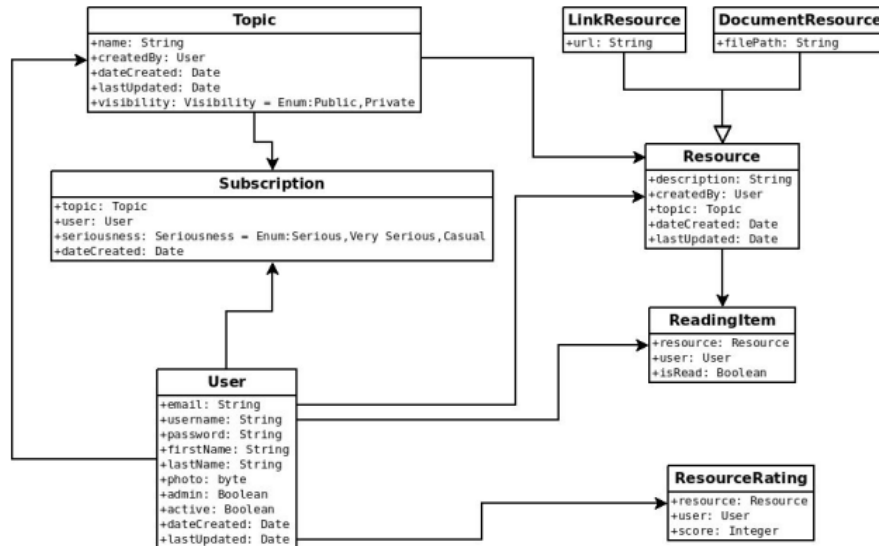 Topic
+name: String
+createdBy: User
+dateCreated: Date
+lastUpdated: Date
+visibility: Visibility = Enum:Public,Private
LinkResource
+url: String
DocumentResource
+filePath: String
Resource
+description: String
+createdBy: User
+topic: Topic
+dateCreated: Date
+lastUpdated: Date
Subscription
+topic: Topic
+user: User
+seriousness: Seriousness = Enum:Serious,Very Serious,Casual
+dateCreated: Date
ReadingItem
+resource: Resource
+user: User
+isRead: Boolean
User
+email: String
+username: String
+password: String
+firstName: String
+lastName: String
+photo: byte
+admin: Boolean
+active: Boolean
+dateCreated: Date
+lastUpdated: Date
ResourceRating
+resource: Resource
+user: User
+score: Integer